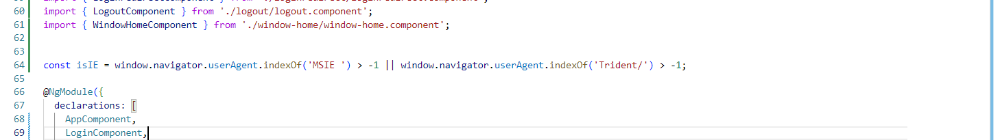 60 import { LogoutComponent } from './logout/logout.component';
61 import { WindowHomeComponent } from './window-home/window-home.component';
62
63
64 const isIE = window.navigator.userAgent.indexOf('MSIE ') > -1 || window.navigator.userAgent.indexOf('Trident/') > -1;
65
66 @NgModule({
67 declarations: [
68 AppComponent,
69 LoginComponent,